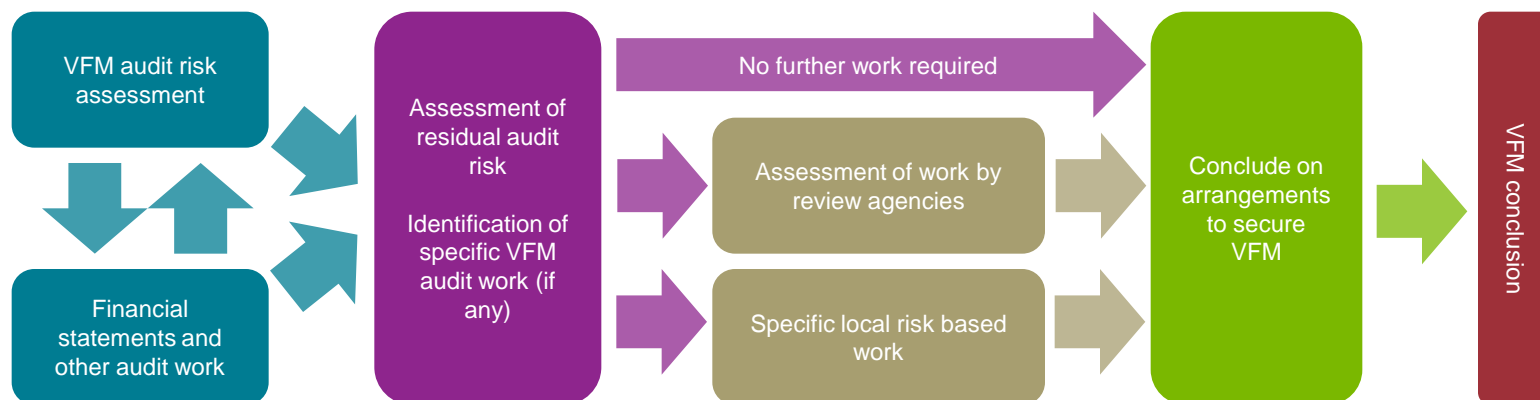 VFM audit risk
assessment
Financial
statements and
other audit work
Assessment of
residual audit
risk
Identification of
specific VFM
audit work (if
any)
No further work required
Assessment of work by
review agencies
Specific local risk based
work
Conclude on
arrangements
to secure
VFM
VFM conclusion